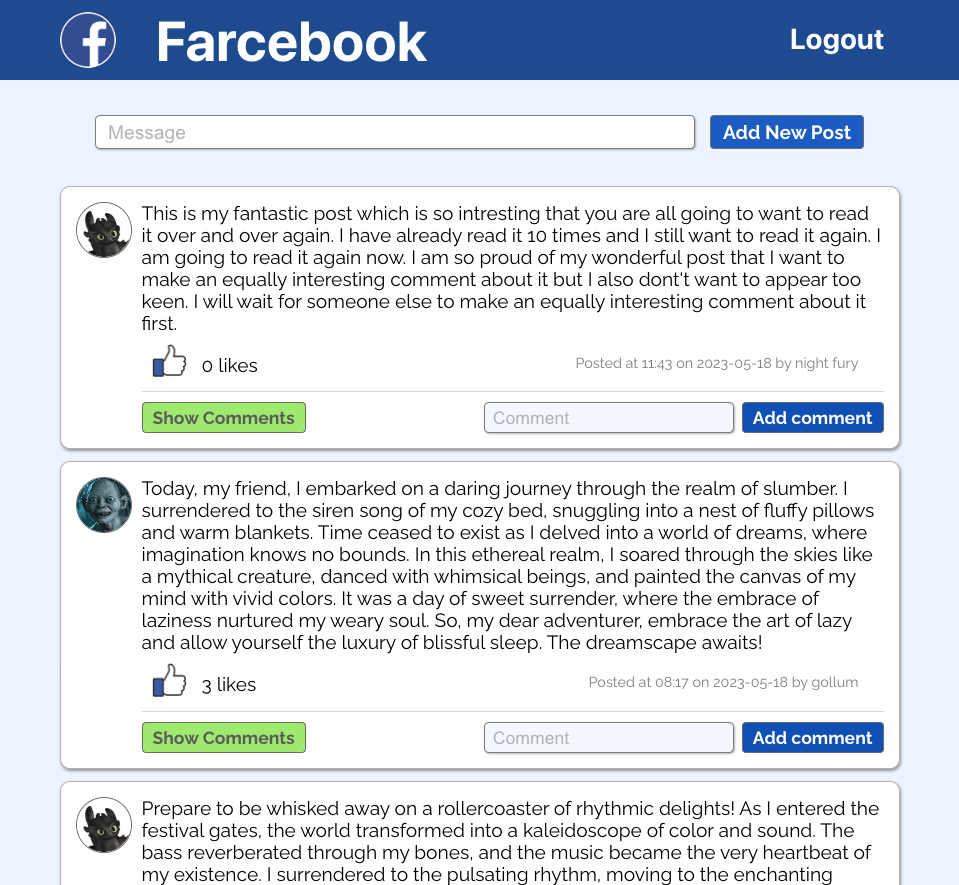 Farcebook
Logout
Message
Add New Post
This is my fantastic post which is so intresting that you are all going to want to read
it over and over again. I have already read it 10 times and I still want to read it again. I
am going to read it again now. I am so proud of my wonderful post that I want to
make an equally interesting comment about it but I also dont't want to appear too
keen. I will wait for someone else to make an equally interesting comment about it
first.
0 likes
Posted at 11:43 on 2023-05-18 by night fury
Show Comments
Comment
Add comment
Today, my friend, I embarked on a daring journey through the realm of slumber. I
surrendered to the siren song of my cozy bed, snuggling into a nest of fluffy pillows
and warm blankets. Time ceased to exist as I delved into a world of dreams, where
imagination knows no bounds. In this ethereal realm, I soared through the skies like
a mythical creature, danced with whimsical beings, and painted the canvas of my
mind with vivid colors. It was a day of sweet surrender, where the embrace of
laziness nurtured my weary soul. So, my dear adventurer, embrace the art of lazy
and allow yourself the luxury of blissful sleep. The dreamscape awaits!
3 likes
Posted at 08:17 on 2023-05-18 by gollum
Show Comments
Comment
Add comment
Prepare to be whisked away on a rollercoaster of rhythmic delights! As I entered the
festival gates, the world transformed into a kaleidoscope of color and sound. The
bass reverberated through my bones, and the music became the very heartbeat of
my existence. I surrendered to the pulsating rhythm, moving to the enchanting